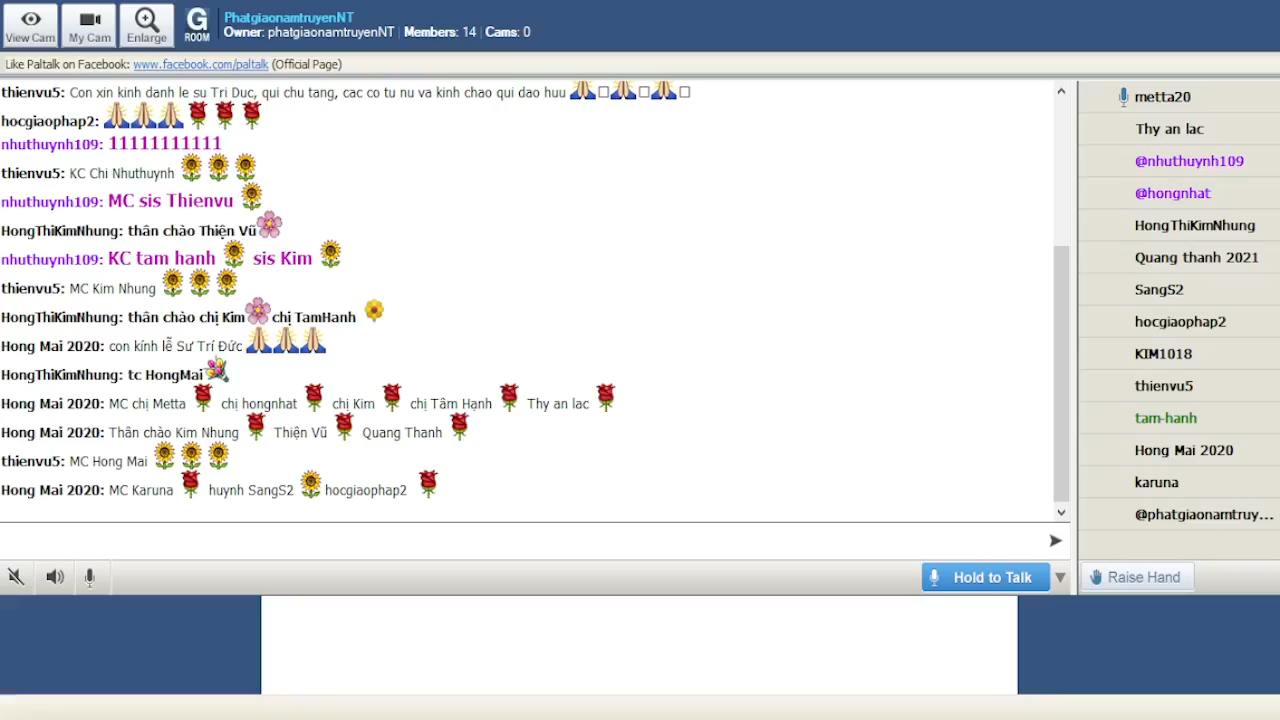 View Cam
My Cam
Enlarge
G
ROOM
PhatgiaonamtruyenNT
Owner: phatgiaonamtruyenNT | Members: 14 | Cams: 0
Like Paltalk on Facebook: www.facebook.com/paltalk (Official Page)
thienvu5: Con xin kinh danh le su Tri Duc, qui chu tang, cac co tu nu va kinh chao qui dao huu
hocgiaophap2:
nhuthuynh109: 11111111111
thienvu5: KC Chi Nhuthuynh
nhuthuynh109: MC sis Thienvu
HongThiKimNhung: thân chào Thiện Vũ
nhuthuynh109: KC tam hanh sis Kim
thienvu5: MC Kim Nhung
HongThiKimNhung: thân chào chị Kim chị TamHanh
Hong Mai 2020: con kính lễ Sư Trí Đức
HongThiKimNhung: tc HongMai
Hong Mai 2020: MC chị Metta chị hongnhat chị Kim chị Tâm Hạnh Thy an lac
Hong Mai 2020: Thân chào Kim Nhung Thiện Vũ Quang Thanh
thienvu5: MC Hong Mai
Hong Mai 2020: MC Karuna huynh SangS2 hocgiaophap2
metta20
Thy an lac
@nhuthuynh109
@hongnhat
HongThiKimNhung
Quang thanh 2021
SangS2
hocgiaophap2
KIM1018
thienvu5
tam-hanh
Hong Mai 2020
karuna
@phatgiaonamtruy...
Hold to Talk
Raise Hand